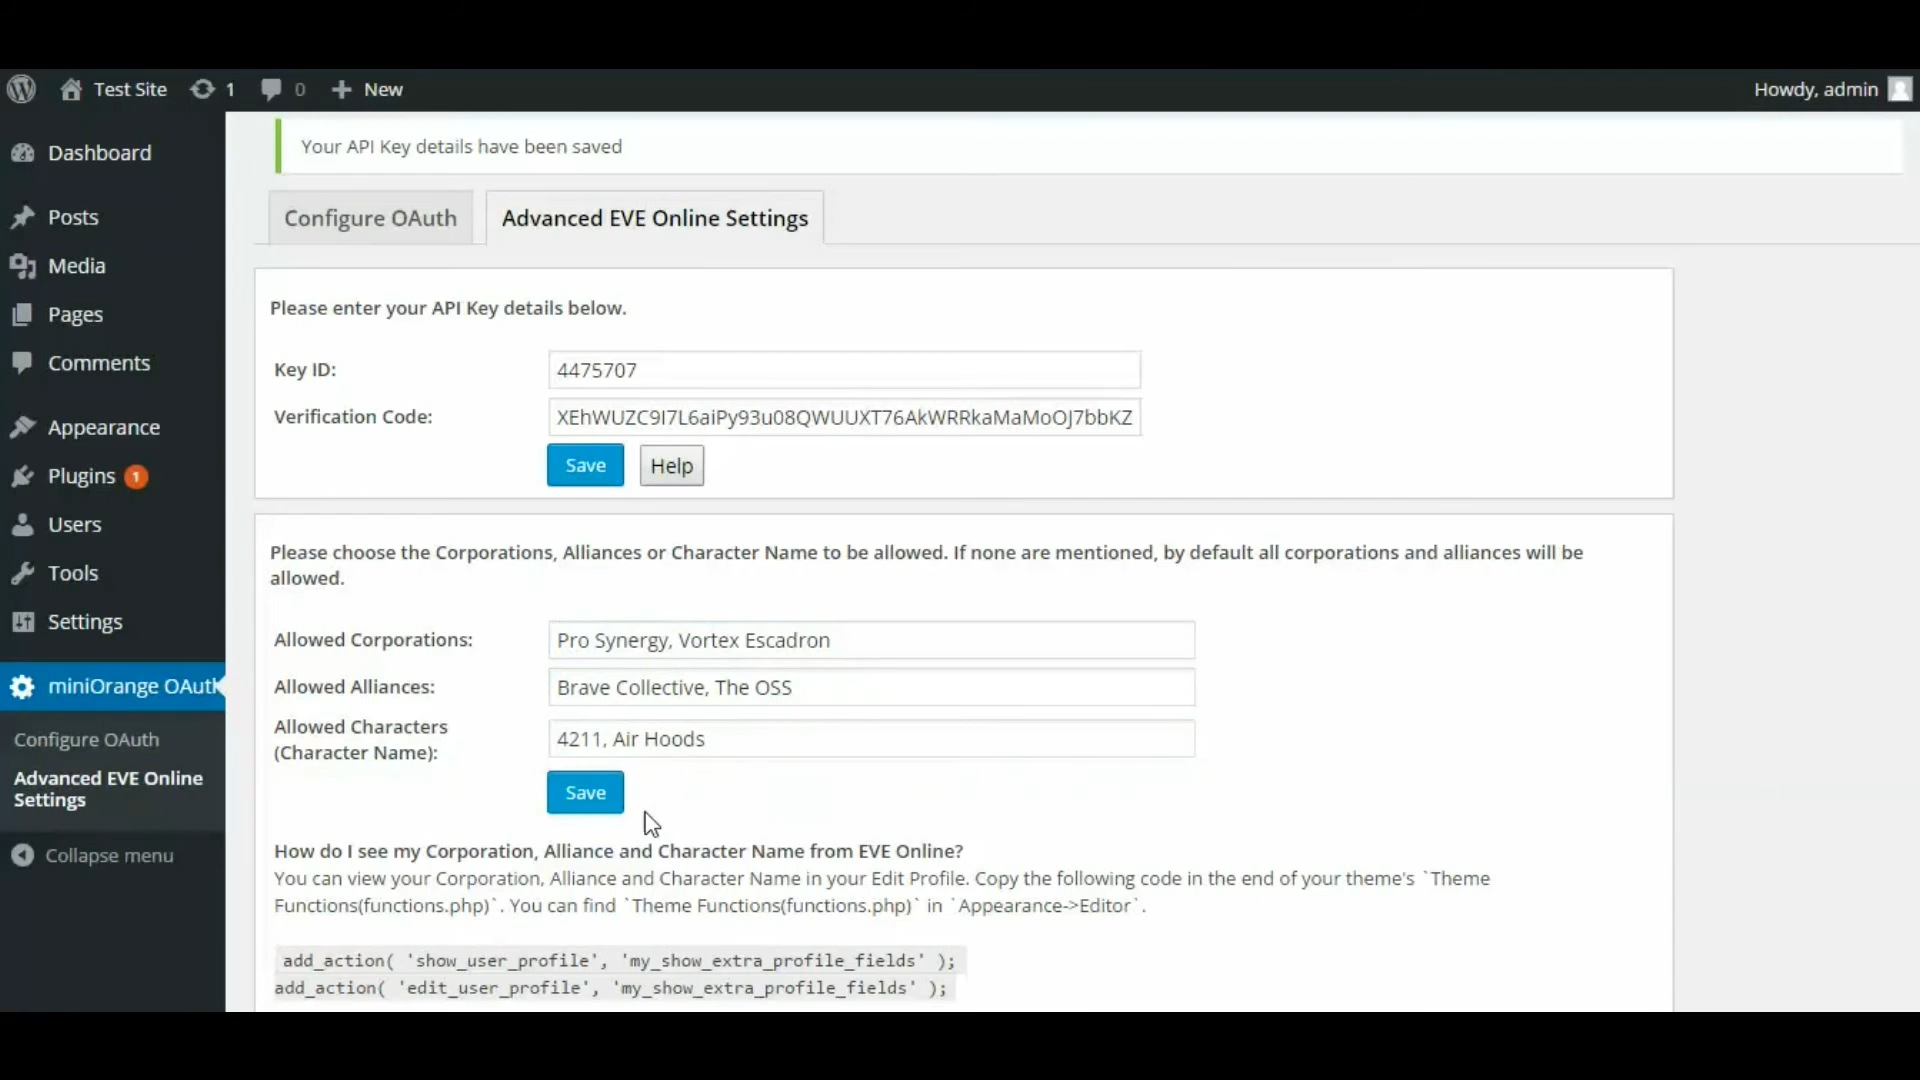 Test Site 1 0 New Howdy, admin
Your API Key details have been saved
Dashboard
Posts
Media
Pages
Comments
Appearance
Plugins 1
Users
Tools
Settings
miniOrange OAuth
Configure OAuth
Advanced EVE Online
Settings
Collapse menu
Configure OAuth Advanced EVE Online Settings
Please enter your API Key details below.
Key ID: 4475707
Verification Code: XEhWUZC9I7L6aiPy93u08QWUUXT76AkWRRkaMaMoOJ7bbKZ
Save Help
Please choose the Corporations, Alliances or Character Name to be allowed. If none are mentioned, by default all corporations and alliances will be
allowed.
Allowed Corporations: Pro Synergy, Vortex Escadron
Allowed Alliances: Brave Collective, The OSS
Allowed Characters
(Character Name): 4211, Air Hoods
Save
How do I see my Corporation, Alliance and Character Name from EVE Online?
You can view your Corporation, Alliance and Character Name in your Edit Profile. Copy the following code in the end of your theme's `Theme
Functions(functions.php)`. You can find `Theme Functions(functions.php)` in `Appearance->Editor`.
add_action( 'show_user_profile', 'my_show_extra_profile_fields' );
add_action( 'edit_user_profile', 'my_show_extra_profile_fields' );